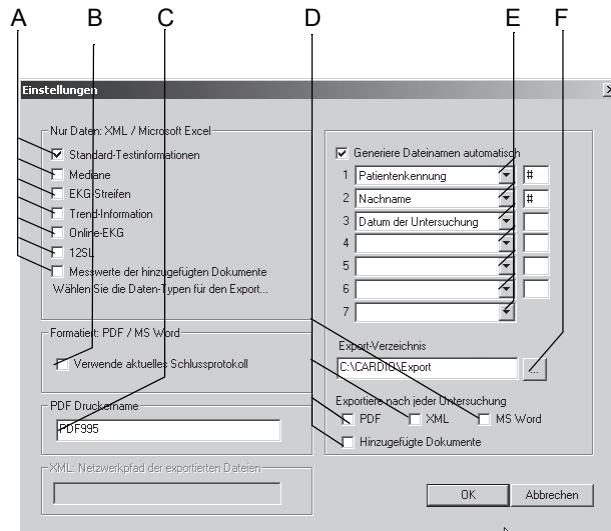 A B C D E F
Einstellungen
Nur Daten: XML / Microsoft Excel
Standard-Testinformationen
Mediane
EKG-Streifen
Trend-Information
Online-EKG
12SL
Messwerte der hinzugefügten Dokumente
Wählen Sie die Daten-Typen für den Export...
Formatiert: PDF / MS Word
Verwende aktuelles Schlussprotokoll
PDF Druckername
PDF995
XML: Netzwerkpfad der exportierten Dateien
Generiere Dateinamen automatisch
1 Patientenkennung #
2 Nachname #
3 Datum der Untersuchung
4
5
6
7
Export-Verzeichnis
C:\CARDIO\Export ...
Exportiere nach jeder Untersuchung
PDF XML MS Word
Hinzugefügte Dokumente
OK Abbrechen